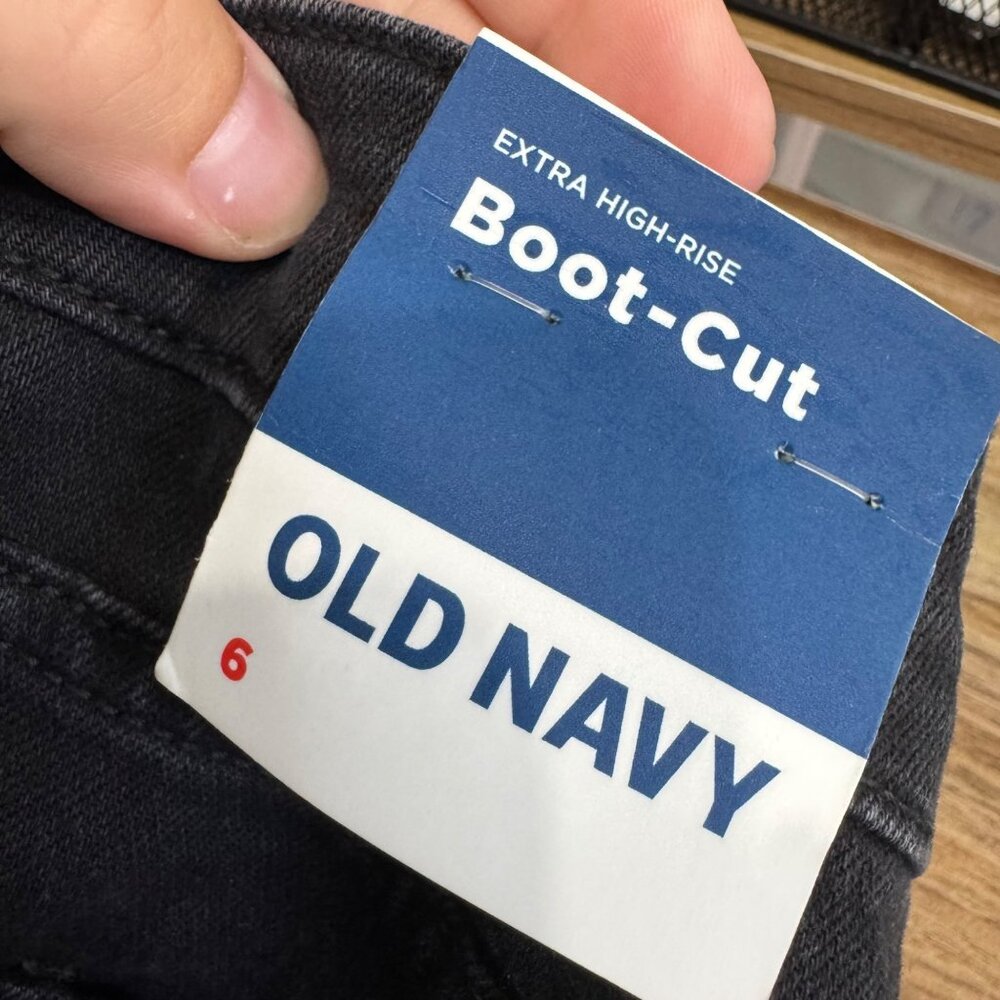 EXTRA HIGH-RISE
Boot-Cut
OLD NAVY
6